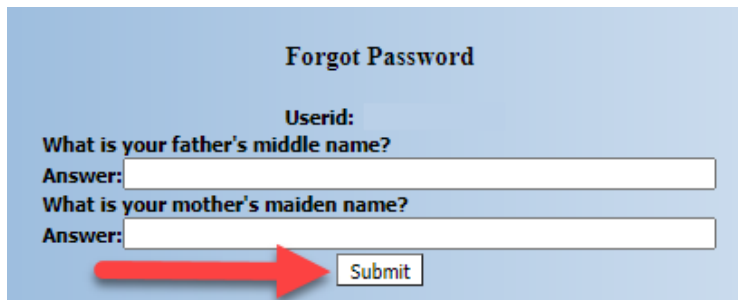 Forgot Password
Userid:
What is your father's middle name?
Answer:
What is your mother's maiden name?
Answer:
Submit